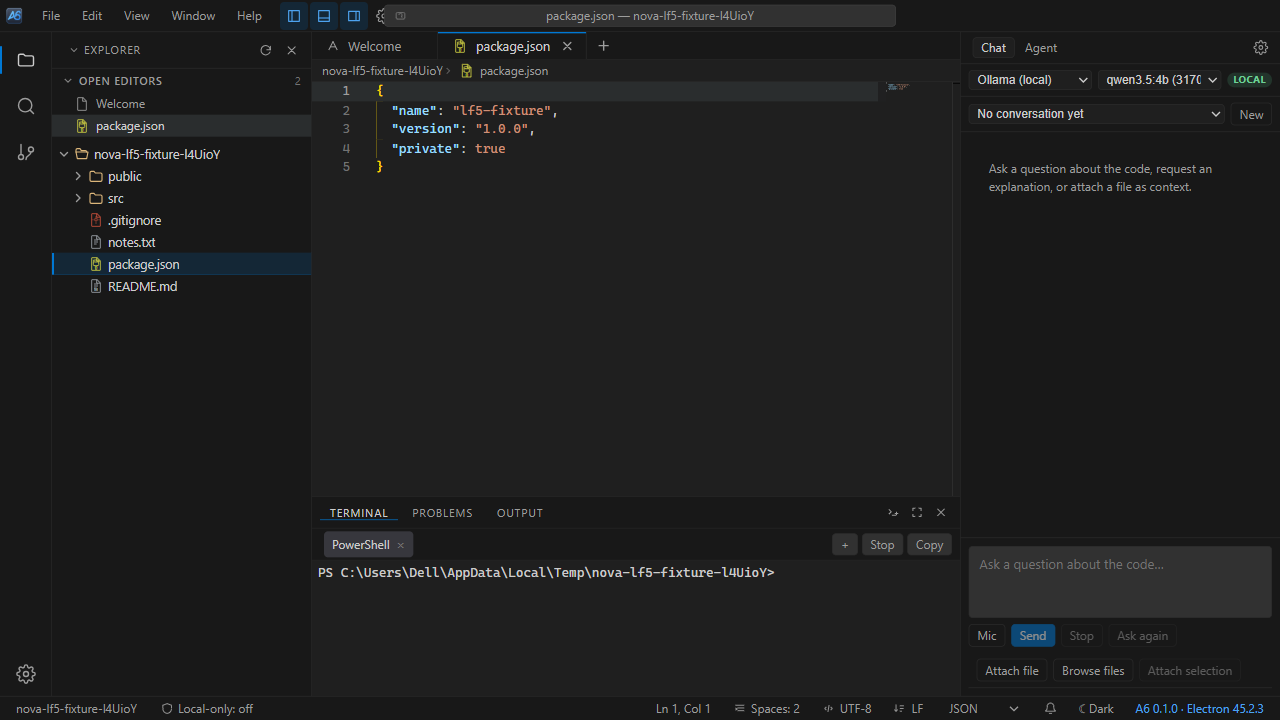 A6 File Edit View Window Help package.json — nova-lf5-fixture-l4UioY
EXPLORER
OPEN EDITORS 2
Welcome
package.json
nova-lf5-fixture-l4UioY
public
src
.gitignore
notes.txt
package.json
README.md
Welcome package.json
nova-lf5-fixture-l4UioY package.json
1 {
2 "name": "lf5-fixture",
3 "version": "1.0.0",
4 "private": true
5 }
TERMINAL PROBLEMS OUTPUT
PowerShell + Stop Copy
PS C:\Users\Dell\AppData\Local\Temp\nova-lf5-fixture-l4UioY>
Chat Agent
Ollama (local) qwen3.5:4b (317 LOCAL
No conversation yet New
Ask a question about the code, request an
explanation, or attach a file as context.
Ask a question about the code...
Mic Send Stop Ask again
Attach file Browse files Attach selection
nova-lf5-fixture-l4UioY Local-only: off Ln 1, Col 1 Spaces: 2 UTF-8 LF JSON Dark A6 0.1.0 · Electron 45.2.3